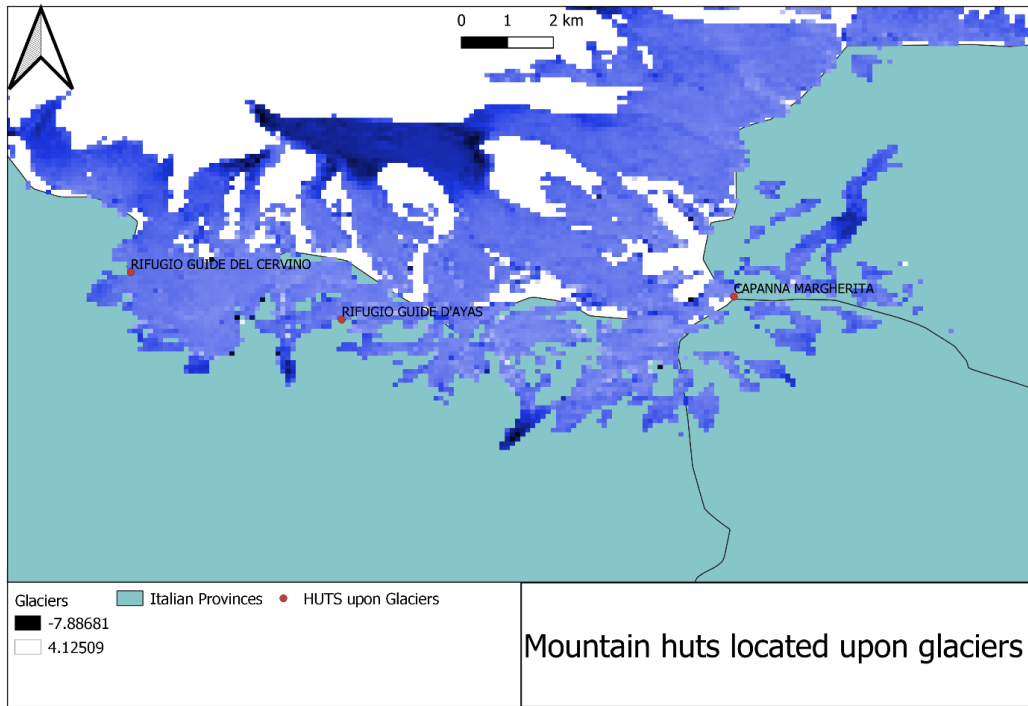 0 1 2 km
RIFUGIO GUIDE DEL CERVINO
CAPANNA MARGHERITA
RIFUGIO GUIDE D'AYAS
Glaciers
-7.88681
4.12509
Italian Provinces
HUTS upon Glaciers
Mountain huts located upon glaciers